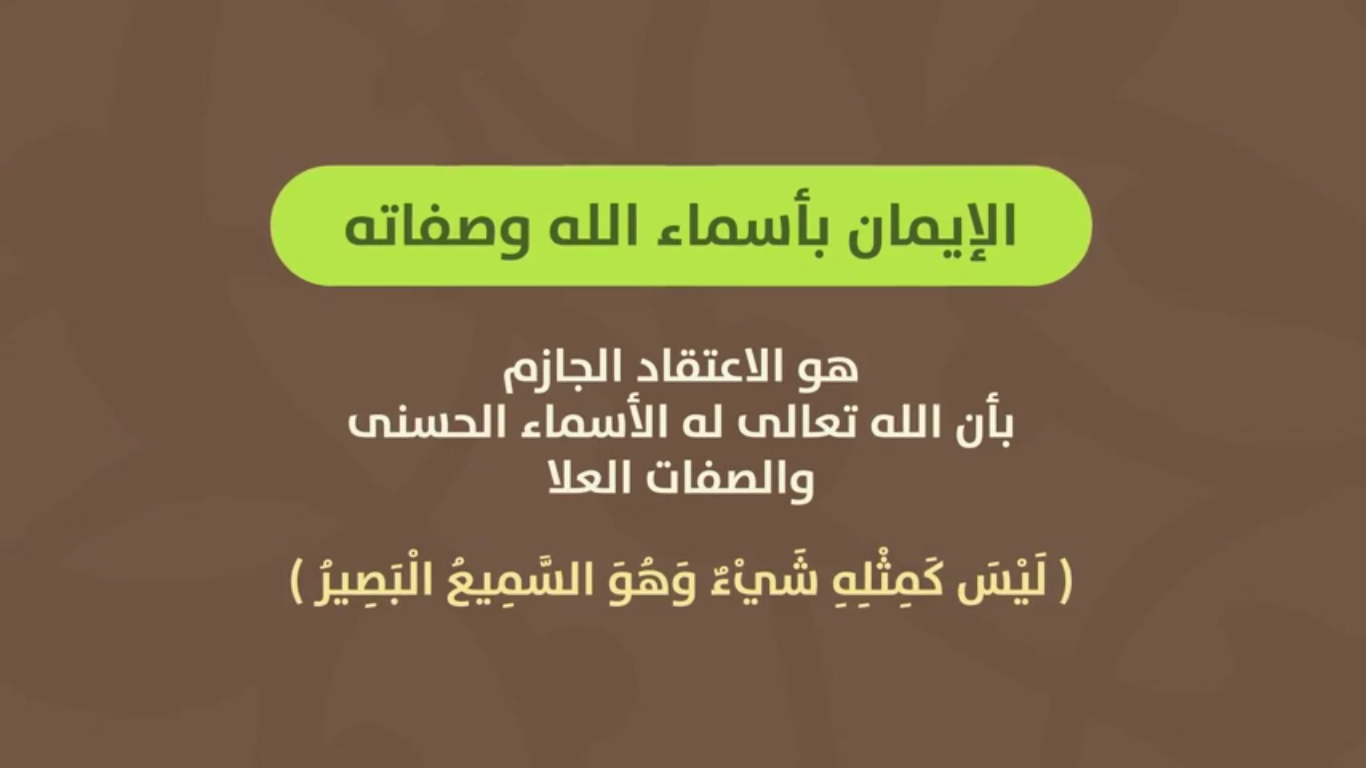 الإيمان بأسماء الله وصفاته
هو الاعتقاد الجازم
بأن الله تعالى له الأسماء الحسنى
والصفات العلا
( لَيْسَ كَمِثْلِهِ شَيْءٌ وَهُوَ السَّمِيعُ الْبَصِيرُ )